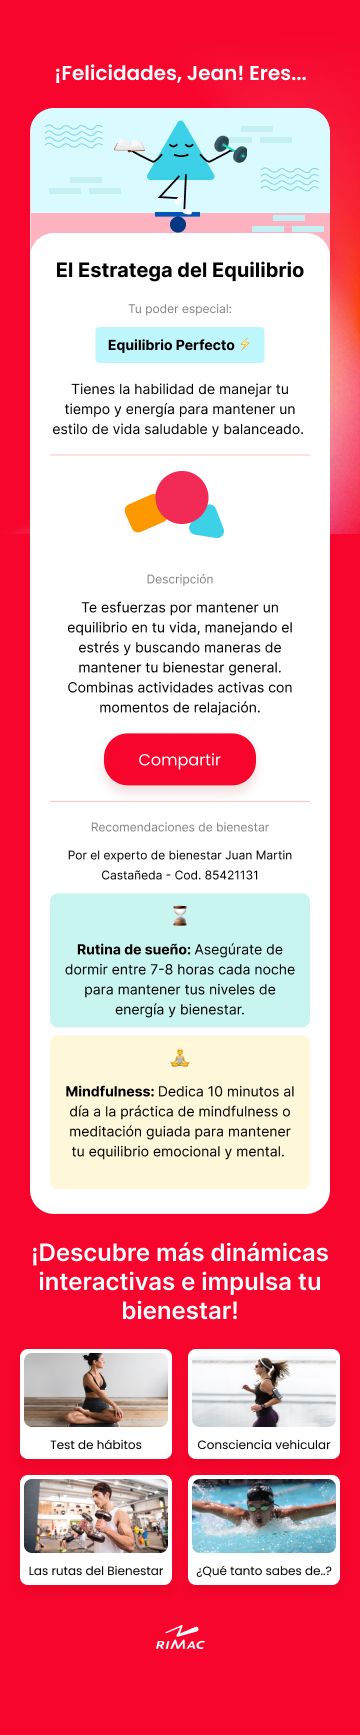 ¡Felicidades, Jean! Eres...
El Estratega del Equilibrio
Tu poder especial:
Equilibrio Perfecto ⚡
Tienes la habilidad de manejar tu
tiempo y energía para mantener un
estilo de vida saludable y balanceado.
Descripción
Te esfuerzas por mantener un
equilibrio en tu vida, manejando el
estrés y buscando maneras de
mantener tu bienestar general.
Combinas actividades activas con
momentos de relajación.
Compartir
Recomendaciones de bienestar
Por el experto de bienestar Juan Martin
Castañeda - Cod. 85421131
Rutina de sueño: Asegúrate de
dormir entre 7-8 horas cada noche
para mantener tus niveles de
energía y bienestar.
Mindfulness: Dedica 10 minutos al
día a la práctica de mindfulness o
meditación guiada para mantener
tu equilibrio emocional y mental.
¡Descubre más dinámicas
interactivas e impulsa tu
bienestar!
Test de hábitos
Consciencia vehicular
Las rutas del Bienestar
¿Qué tanto sabes de..?
RIMAC